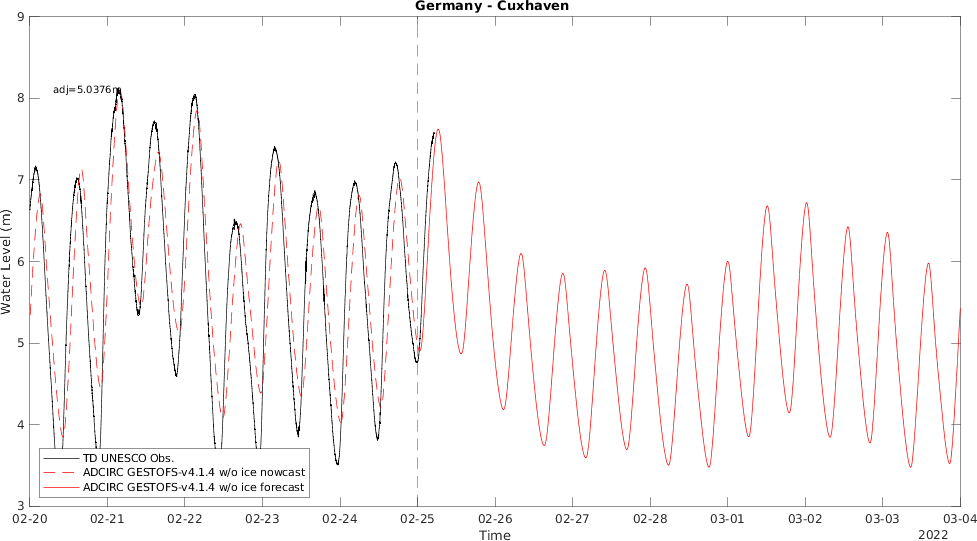 Germany - Cuxhaven
9
8
7
6
5
4
3
Water Level (m)
adj=5.0376m
TD UNESCO Obs.
ADCIRC GESTOFS-v4.1.4 w/o ice nowcast
ADCIRC GESTOFS-v4.1.4 w/o ice forecast
02-20 02-21 02-22 02-23 02-24 02-25 02-26 02-27 02-28 03-01 03-02 03-03 03-04
Time
2022